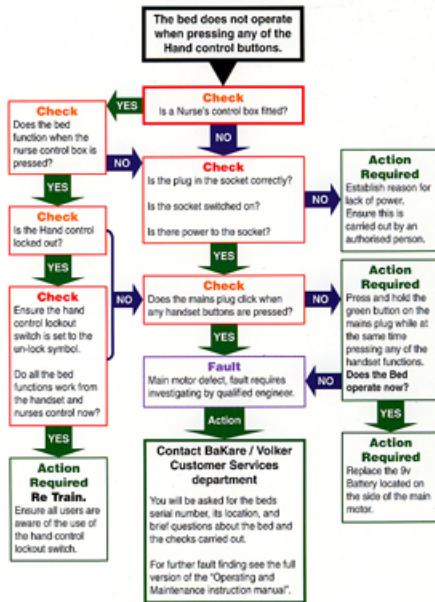 The bed does not operate
when pressing any of the
Hand control buttons.
YES
Check
Is a Nurse's control box fitted?
NO
Check
Does the bed
function when the
nurse control box is
pressed?
NO
YES
Check
Is the plug in the socket correctly?
Is the socket switched on?
Is there power to the socket?
NO
YES
Action
Required
Establish reason for
lack of power.
Ensure this is
carried out by an
authorised person.
Check
Is the Hand control
locked out?
YES
NO
Check
Ensure the hand
control lockout
switch is set to the
un-lock symbol.
Do all the bed
functions work from
the handset and
nurses control now?
YES
Check
Does the mains plug click when
any handset buttons are pressed?
NO
YES
Action
Required
Press and hold the
green button on the
mains plug while at
the same time
pressing any of the
handset functions.
Does the Bed
operate now?
NO
YES
Fault
Main motor defect, fault requires
investigating by qualified engineer.
Action
Action
Required
Re Train.
Ensure all users are
aware of the use of
the hand control
lockout switch.
Contact BaKare / Volker
Customer Services
department
You will be asked for the beds
serial number, its location, and
brief questions about the bed and
the checks carried out.
For further fault finding see the full
version of the "Operating and
Maintenance instruction manual".
Action
Required
Replace the 9v
Battery located on
the side of the main
motor.